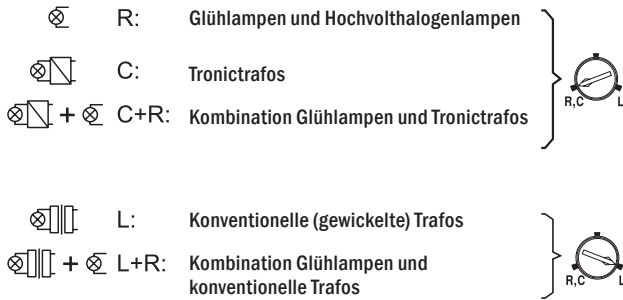 R: Glühlampen und Hochvolthalogenlampen
C: Tronictrafos
+ C+R: Kombination Glühlampen und Tronictrafos
R,C L
L: Konventionelle (gewickelte) Trafos
+ L+R: Kombination Glühlampen und
konventionelle Trafos
R,C L